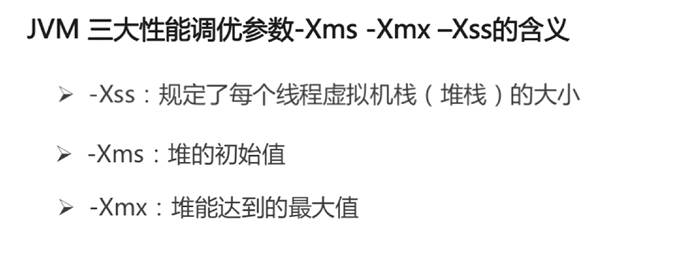 JVM 三大性能调优参数-Xms -Xmx –Xss的含义
➢ -Xss：规定了每个线程虚拟机栈（堆栈）的大小
➢ -Xms：堆的初始值
➢ -Xmx：堆能达到的最大值